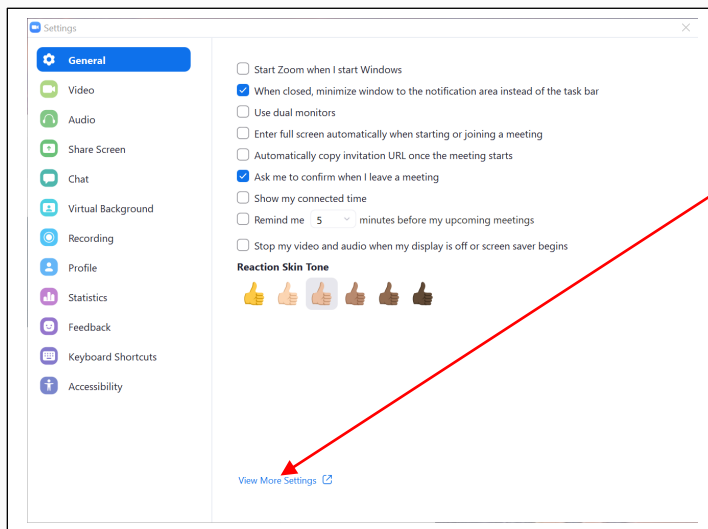 Settings
General
Video
Audio
Share Screen
Chat
Virtual Background
Recording
Profile
Statistics
Feedback
Keyboard Shortcuts
Accessibility
Start Zoom when I start Windows
When closed, minimize window to the notification area instead of the task bar
Use dual monitors
Enter full screen automatically when starting or joining a meeting
Automatically copy invitation URL once the meeting starts
Ask me to confirm when I leave a meeting
Show my connected time
Remind me 5 minutes before my upcoming meetings
Stop my video and audio when my display is off or screen saver begins
Reaction Skin Tone
View More Settings